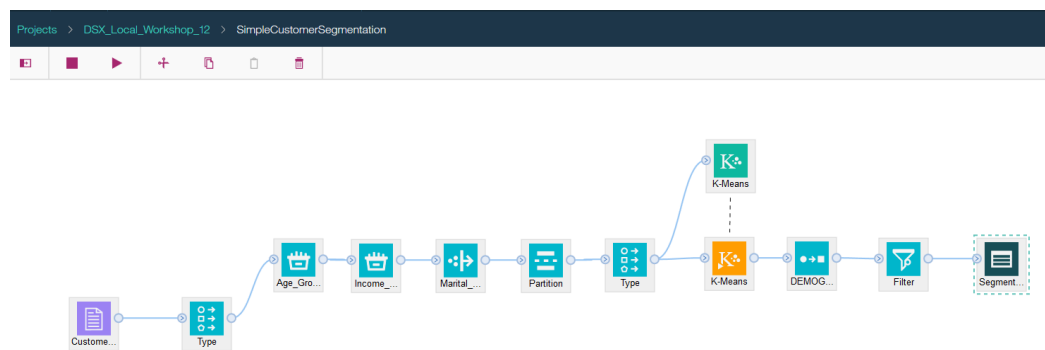 Projects > DSX_Local_Workshop_12 > SimpleCustomerSegmentation
K-Means
Age_Gro...
Income_...
Marital_...
Partition
Type
K-Means
DEMOG...
Filter
Segment...
Custome...
Type